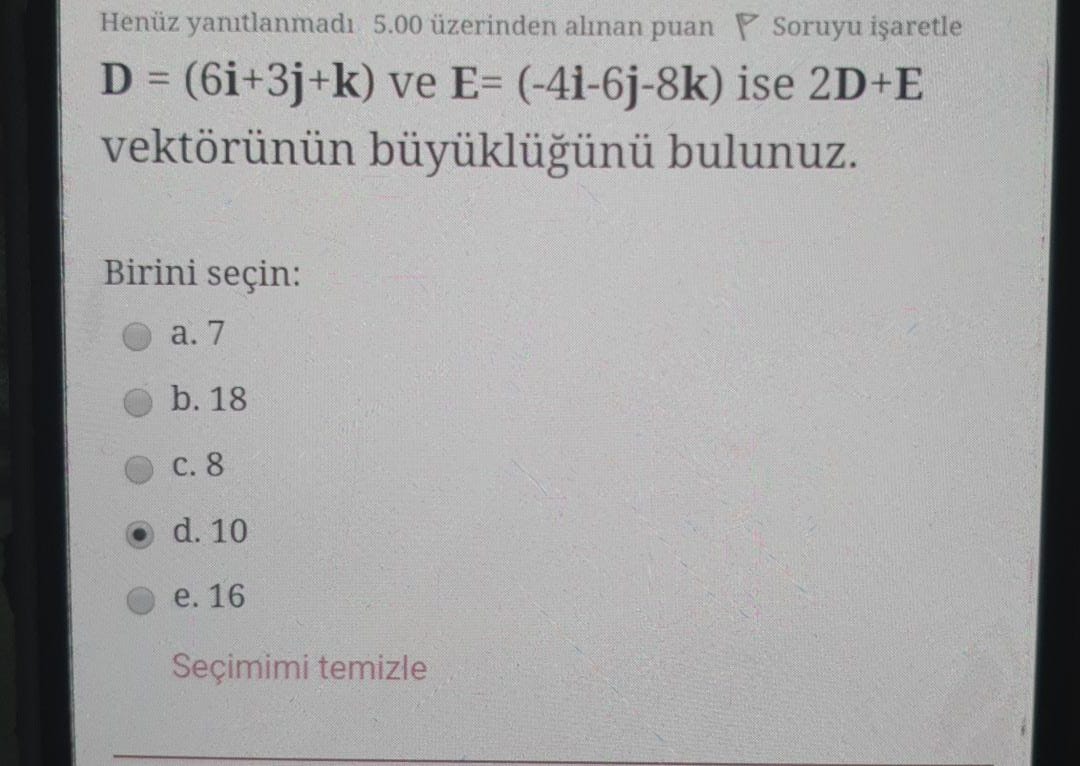 Henüz yanıtlanmadı 5.00 üzerinden alınan puan Soruyu işaretle
D = (6i+3j+k) ve E= (-4i-6j-8k) ise 2D+E
vektörünün büyüklüğünü bulunuz.
Birini seçin:
a. 7
b. 18
c. 8
d. 10
e. 16
Seçimimi temizle